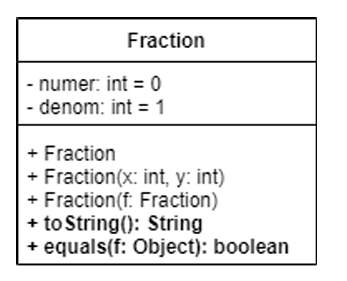 Fraction
- numer: int = 0
- denom: int = 1
+ Fraction
+ Fraction(x: int, y: int)
+ Fraction(f: Fraction)
+ toString(): String
+ equals(f: Object): boolean